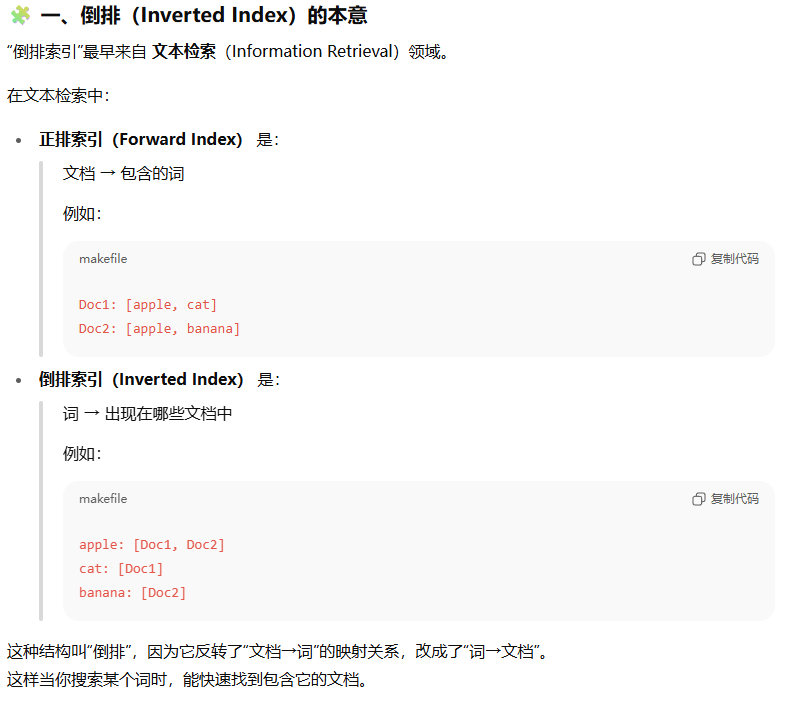 🧩 一、倒排（Inverted Index）的本意
“倒排索引”最早来自 文本检索（Information Retrieval）领域。
在文本检索中：
• 正排索引（Forward Index） 是：
文档 → 包含的词
例如：
makefile 复制代码
Doc1: [apple, cat]
Doc2: [apple, banana]
• 倒排索引（Inverted Index） 是：
词 → 出现在哪些文档中
例如：
makefile 复制代码
apple: [Doc1, Doc2]
cat: [Doc1]
banana: [Doc2]
这种结构叫“倒排”，因为它反转了“文档→词”的映射关系，改成了“词→文档”。
这样当你搜索某个词时，能快速找到包含它的文档。